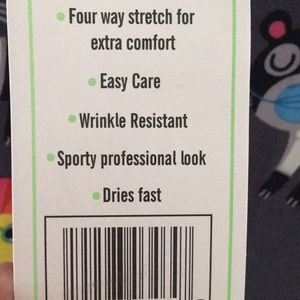 • Four way stretch for
extra comfort
• Easy Care
• Wrinkle Resistant
• Sporty professional look
• Dries fast